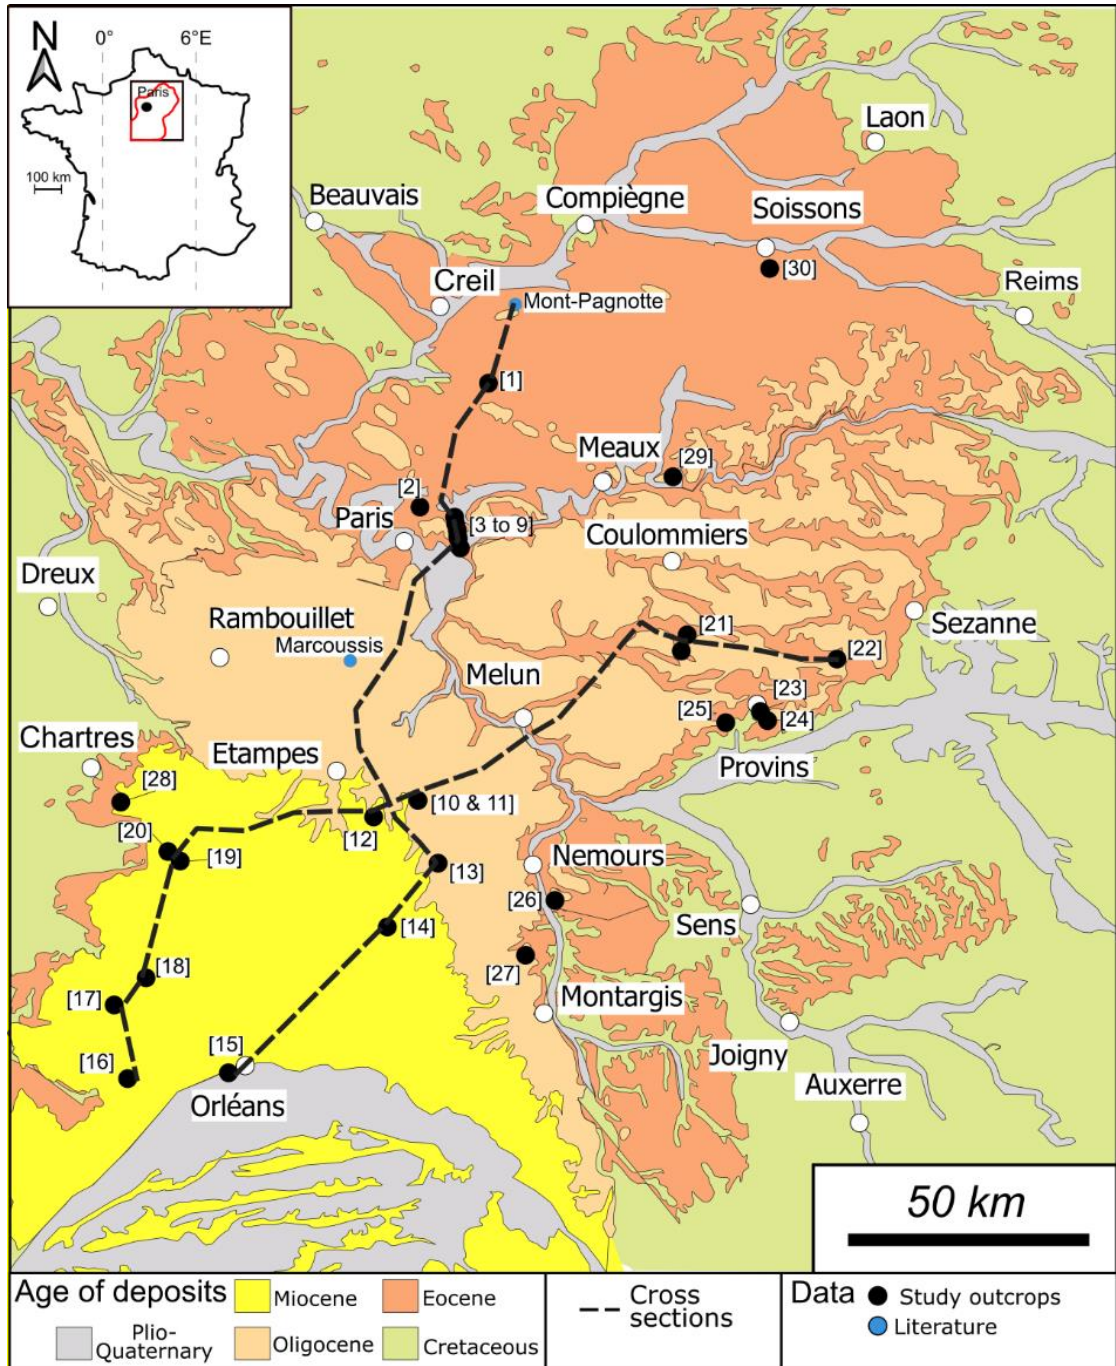 N
0°
6°E
Paris
100 km
Laon
Beauvais
Compiègne
Soissons
[30]
Creil
Mont-Pagnotte
Reims
[1]
Meaux
[29]
[2]
Paris
[3 to 9]
Coulommiers
Dreux
Rambouillet
Marcoussis
[21]
Sezanne
[22]
Melun
[23]
[25]
[24]
Chartres
Etampes
Provins
[28]
[10 & 11]
[20]
[12]
[19]
[13]
Nemours
[26]
Sens
[14]
[27]
[18]
[17]
Montargis
[15]
[16]
Joigny
Orléans
Auxerre
50 km
Age of deposits
Miocene
Eocene
Plio-
Quaternary
Oligocene
Cretaceous
Cross
sections
Data
Study outcrops
Literature